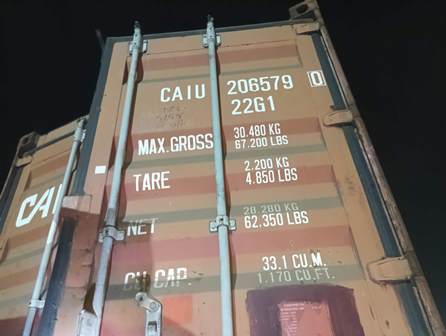 CAIU 206579 0
22G1
MAX.GROSS 30.480 KG
67.200 LBS
TARE 2.200 KG
4.850 LBS
NET 28.280 KG
62.350 LBS
CU.CAP. 33.1 CU.M.
1.170 CU.FT.
CAI